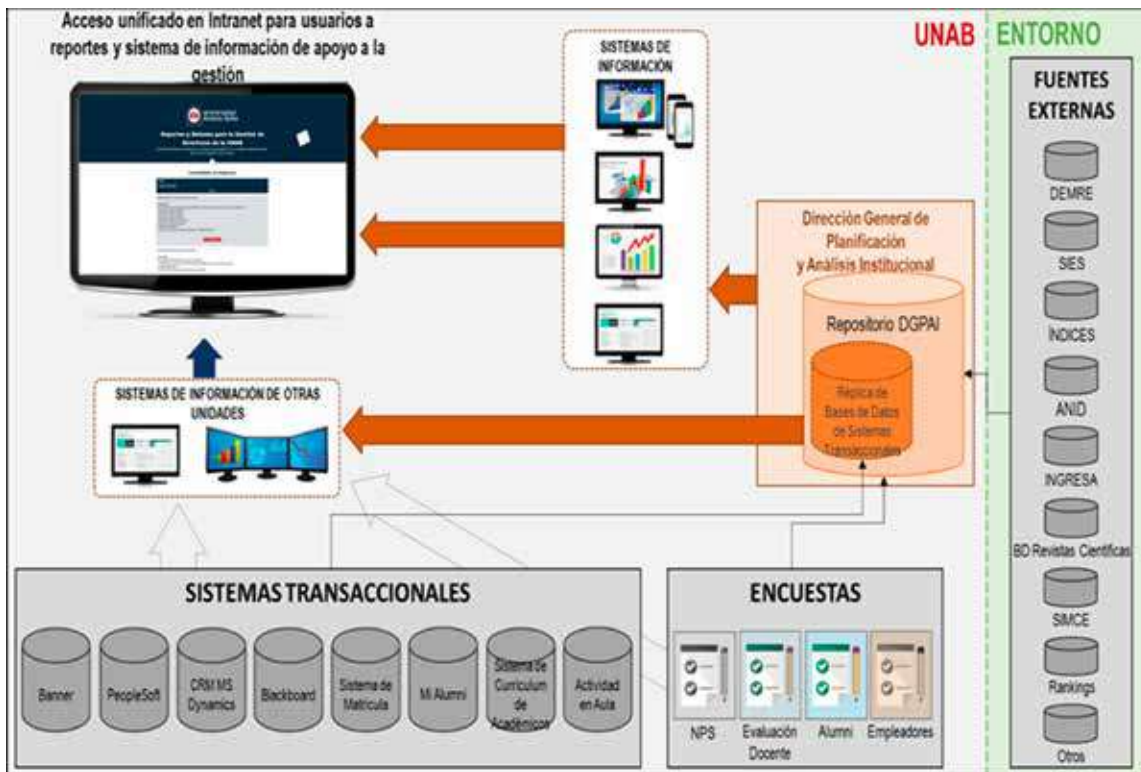 Acceso unificado en Intranet para usuarios a
reportes y sistema de información de apoyo a la
gestión
SISTEMAS DE
INFORMACIÓN
UNAB
ENTORNO
FUENTES
EXTERNAS
DEMRE
SIES
ÍNDICES
ANID
INGRESA
BD Revistas Científicas
SIMCE
Rankings
Otros
Dirección General de
Planificación
y Análisis Institucional
Repositorio DGPAI
Réplica de
Bases de Datos
de Sistemas
Transaccionales
SISTEMAS DE INFORMACIÓN DE OTRAS
UNIDADES
SISTEMAS TRANSACCIONALES
Banner
PeopleSoft
CRM MS
Dynamics
Blackboard
Sistema de
Matrícula
Mi Alumni
Sistema de
Curriculum
de
Académicos
Actividad
en Aula
ENCUESTAS
NPS
Evaluación
Docente
Alumni
Empleadores